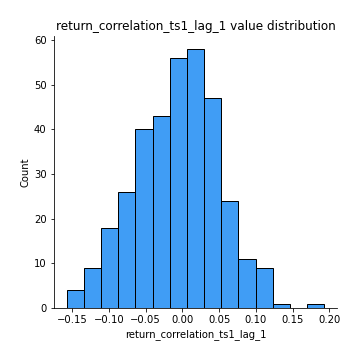 return_correlation_ts1_lag_1 value distribution
60
50
40
30
20
10
0
Count
−0.15 −0.10 −0.05 0.00 0.05 0.10 0.15 0.20
return_correlation_ts1_lag_1